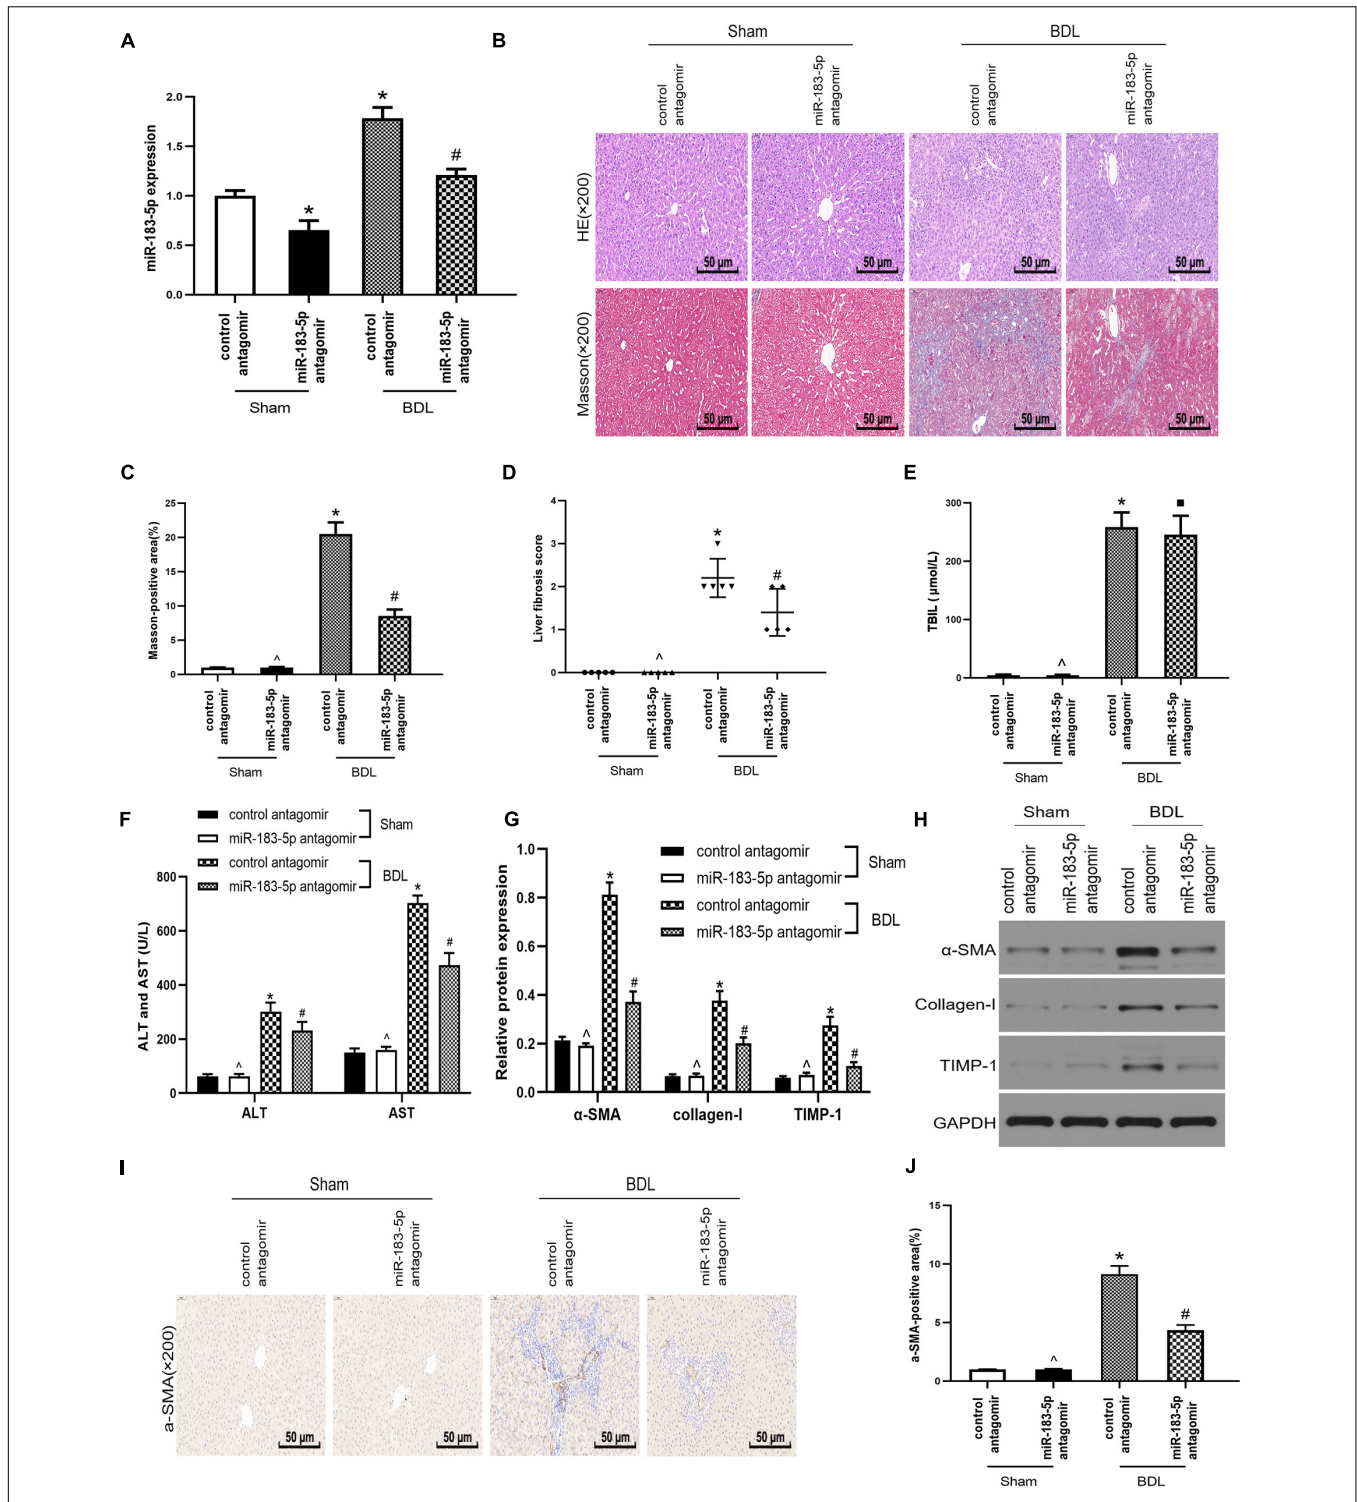 A
miR-183-5p expression
2.0
1.5
1.0
0.5
0.0
*
*
#
control
antagomir
miR-183-5p
antagomir
control
antagomir
miR-183-5p
antagomir
Sham
BDL
B
Sham
BDL
control
antagomir
miR-183-5p
antagomir
control
antagomir
miR-183-5p
antagomir
HE(×200)
50 µm
50 µm
50 µm
50 µm
Masson(×200)
50 µm
50 µm
50 µm
50 µm
C
Masson-positive area(%)
25
20
15
10
5
0
^
*
#
control
antagomir
miR-183-5p
antagomir
control
antagomir
miR-183-5p
antagomir
Sham
BDL
D
Liver fibrosis score
4
3
2
1
0
^
*
#
control
antagomir
miR-183-5p
antagomir
control
antagomir
miR-183-5p
antagomir
Sham
BDL
E
TBIL ( µmol/L)
300
200
100
0
^
*
control
antagomir
miR-183-5p
antagomir
control
antagomir
miR-183-5p
antagomir
Sham
BDL
F
control antagomir
miR-183-5p antagomir
Sham
control antagomir
miR-183-5p antagomir
BDL
ALT and AST (U/L)
800
600
400
200
0
^
*
#
^
*
#
ALT
AST
G
control antagomir
miR-183-5p antagomir
Sham
control antagomir
miR-183-5p antagomir
BDL
Relative protein expression
1.0
0.8
0.6
0.4
0.2
0.0
^
*
#
^
*
#
^
*
#
α-SMA
collagen-I
TIMP-1
H
Sham
BDL
control
antagomir
miR-183-5p
antagomir
control
antagomir
miR-183-5p
antagomir
α-SMA
Collagen-I
TIMP-1
GAPDH
I
Sham
BDL
control
antagomir
miR-183-5p
antagomir
control
antagomir
miR-183-5p
antagomir
a-SMA(×200)
50 µm
50 µm
50 µm
50 µm
J
a-SMA-positive area(%)
15
10
5
0
^
*
#
control
antagomir
miR-183-5p
antagomir
control
antagomir
miR-183-5p
antagomir
Sham
BDL